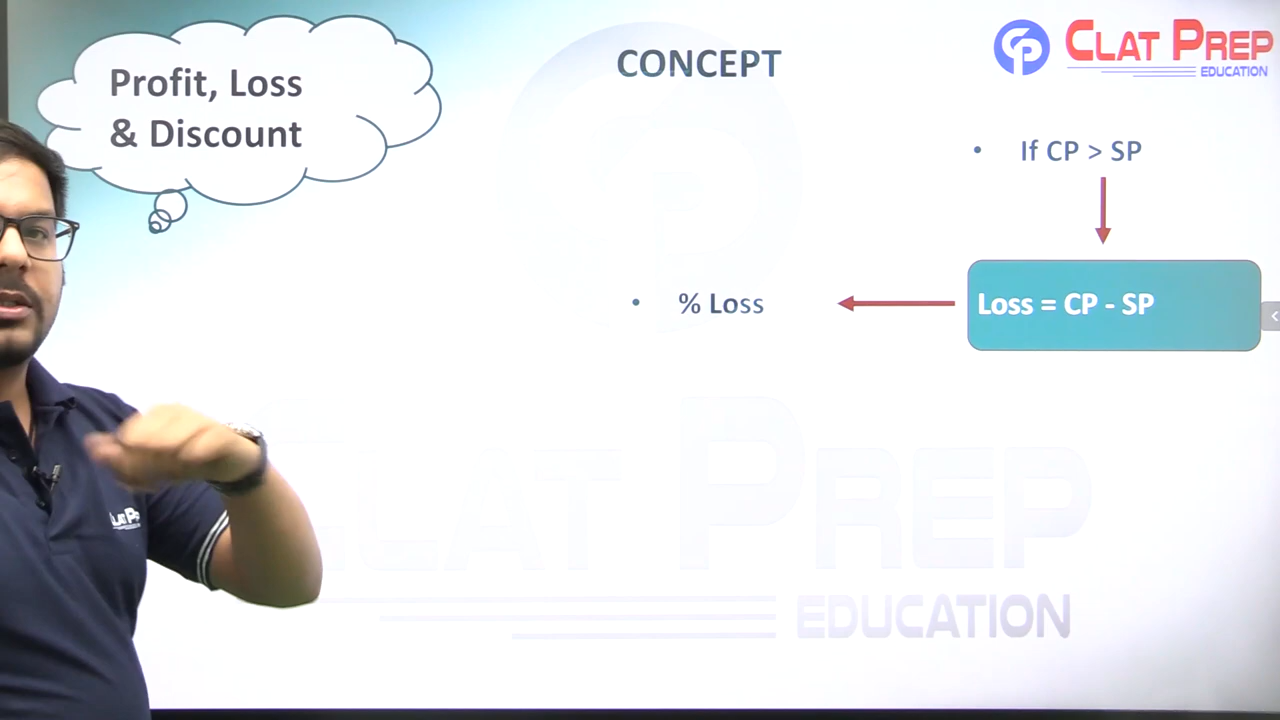 Profit, Loss
& Discount
CONCEPT
CLAT PREP
EDUCATION
• If CP > SP
• % Loss
Loss = CP - SP
CLAT PREP
EDUCATION